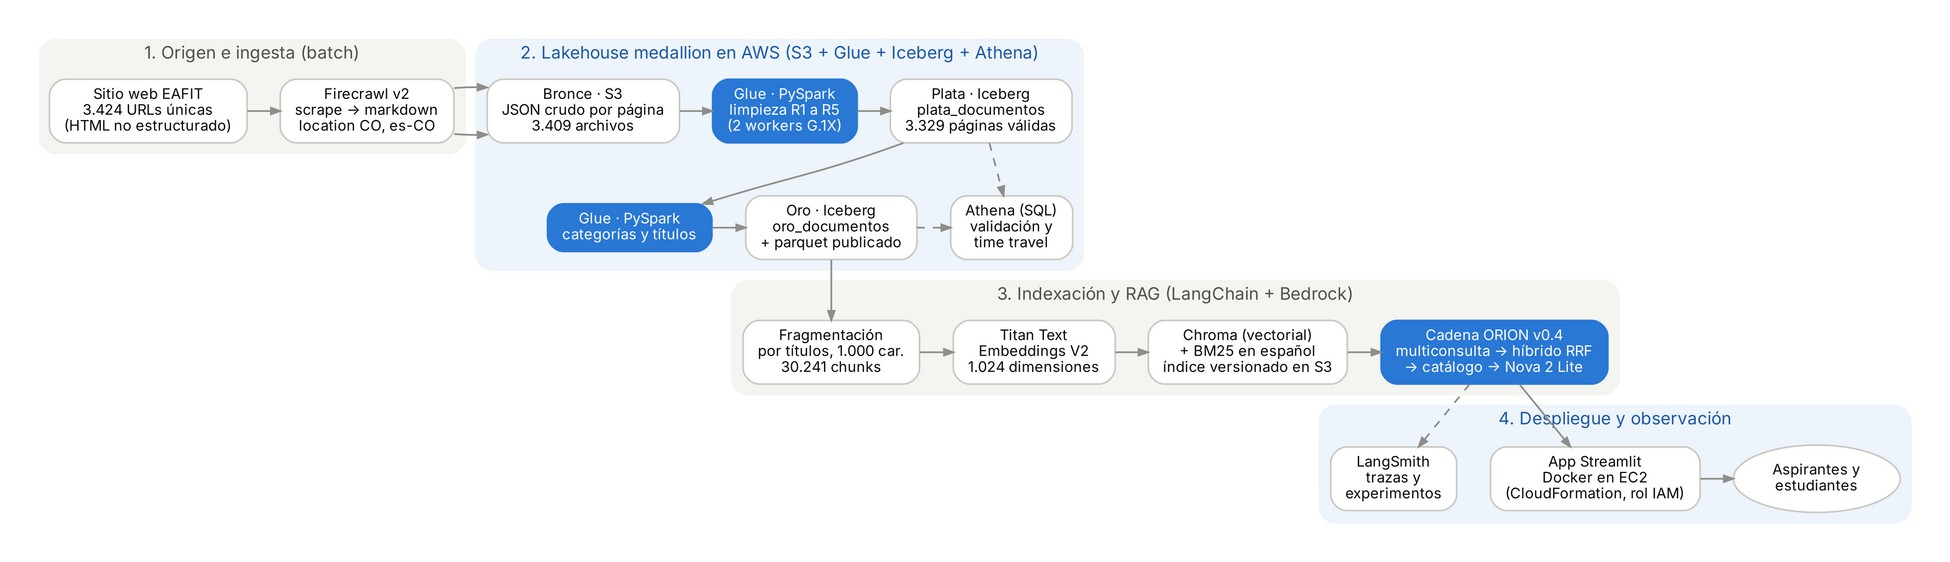 1. Origen e ingesta (batch)
Sitio web EAFIT
3.424 URLs únicas
(HTML no estructurado)
Firecrawl v2
scrape → markdown
location CO, es-CO
2. Lakehouse medallion en AWS (S3 + Glue + Iceberg + Athena)
Bronce · S3
JSON crudo por página
3.409 archivos
Glue · PySpark
limpieza R1 a R5
(2 workers G.1X)
Plata · Iceberg
plata_documentos
3.329 páginas válidas
Glue · PySpark
categorías y títulos
Oro · Iceberg
oro_documentos
+ parquet publicado
Athena (SQL)
validación y
time travel
3. Indexación y RAG (LangChain + Bedrock)
Fragmentación
por títulos, 1.000 car.
30.241 chunks
Titan Text
Embeddings V2
1.024 dimensiones
Chroma (vectorial)
+ BM25 en español
índice versionado en S3
Cadena ORION v0.4
multiconsulta → híbrido RRF
→ catálogo → Nova 2 Lite
4. Despliegue y observación
LangSmith
trazas y
experimentos
App Streamlit
Docker en EC2
(CloudFormation, rol IAM)
Aspirantes y
estudiantes